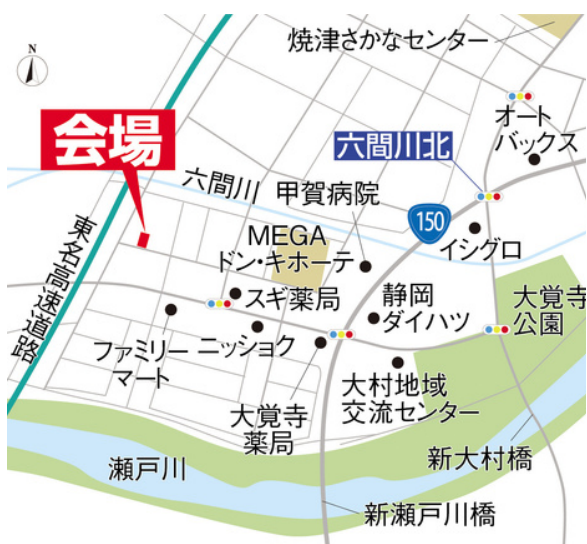 焼津さかなセンター
N
オート
バックス
会場
六間川北
六間川
甲賀病院
150
イシグロ
MEGA
ドン・キホーテ
東名高速道路
スギ薬局
静岡
ダイハツ
大覚寺
公園
ファミリー
マート
ニッショク
大覚寺
薬局
大村地域
交流センター
瀬戸川
新大村橋
新瀬戸川橋